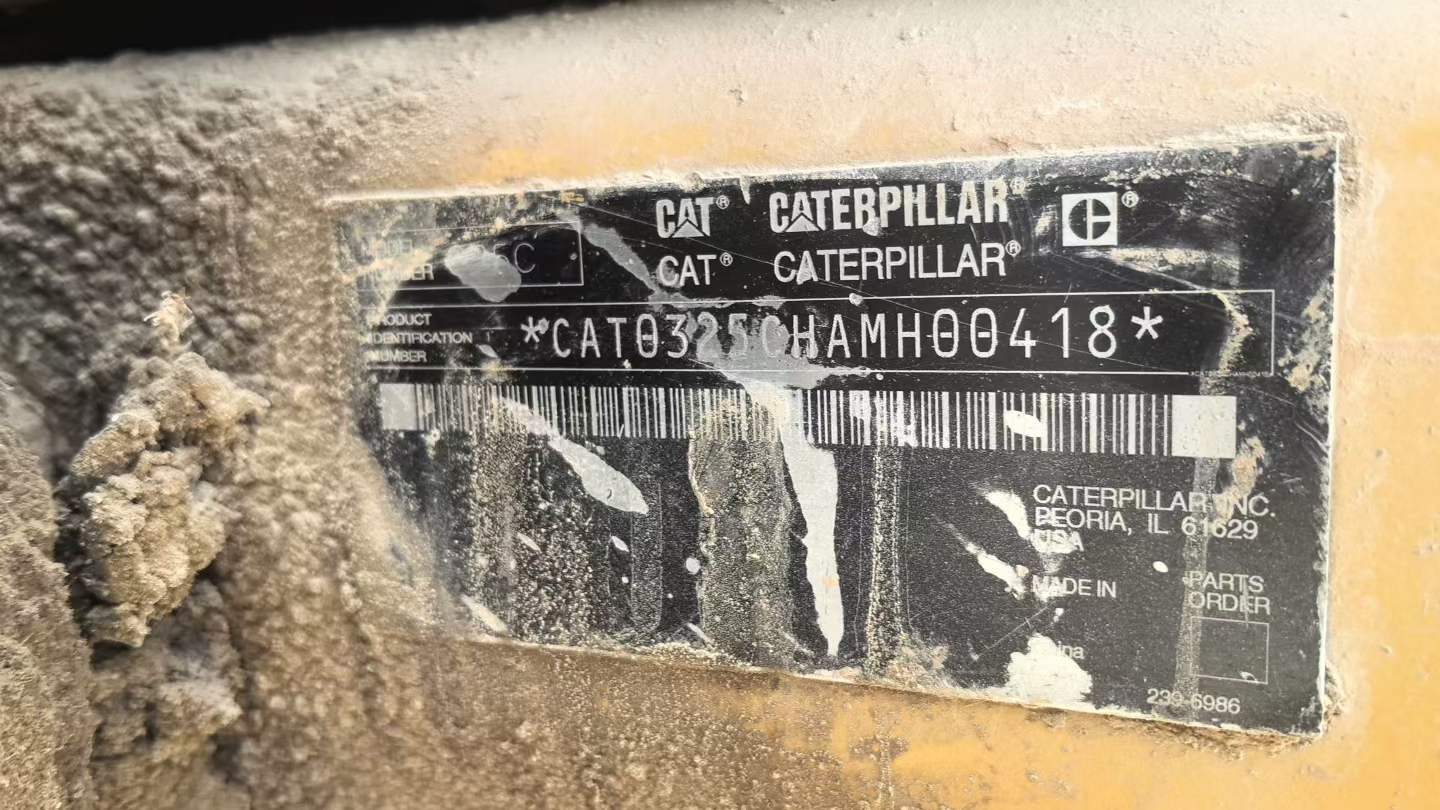 CAT® CATERPILLAR® ®
CAT® CATERPILLAR®
C
PRODUCT
IDENTIFICATION
NUMBER
*CAT0325CHAMH00418*
CATERPILLAR INC.
PEORIA, IL 61629
USA
MADE IN
PARTS
ORDER
239-6986